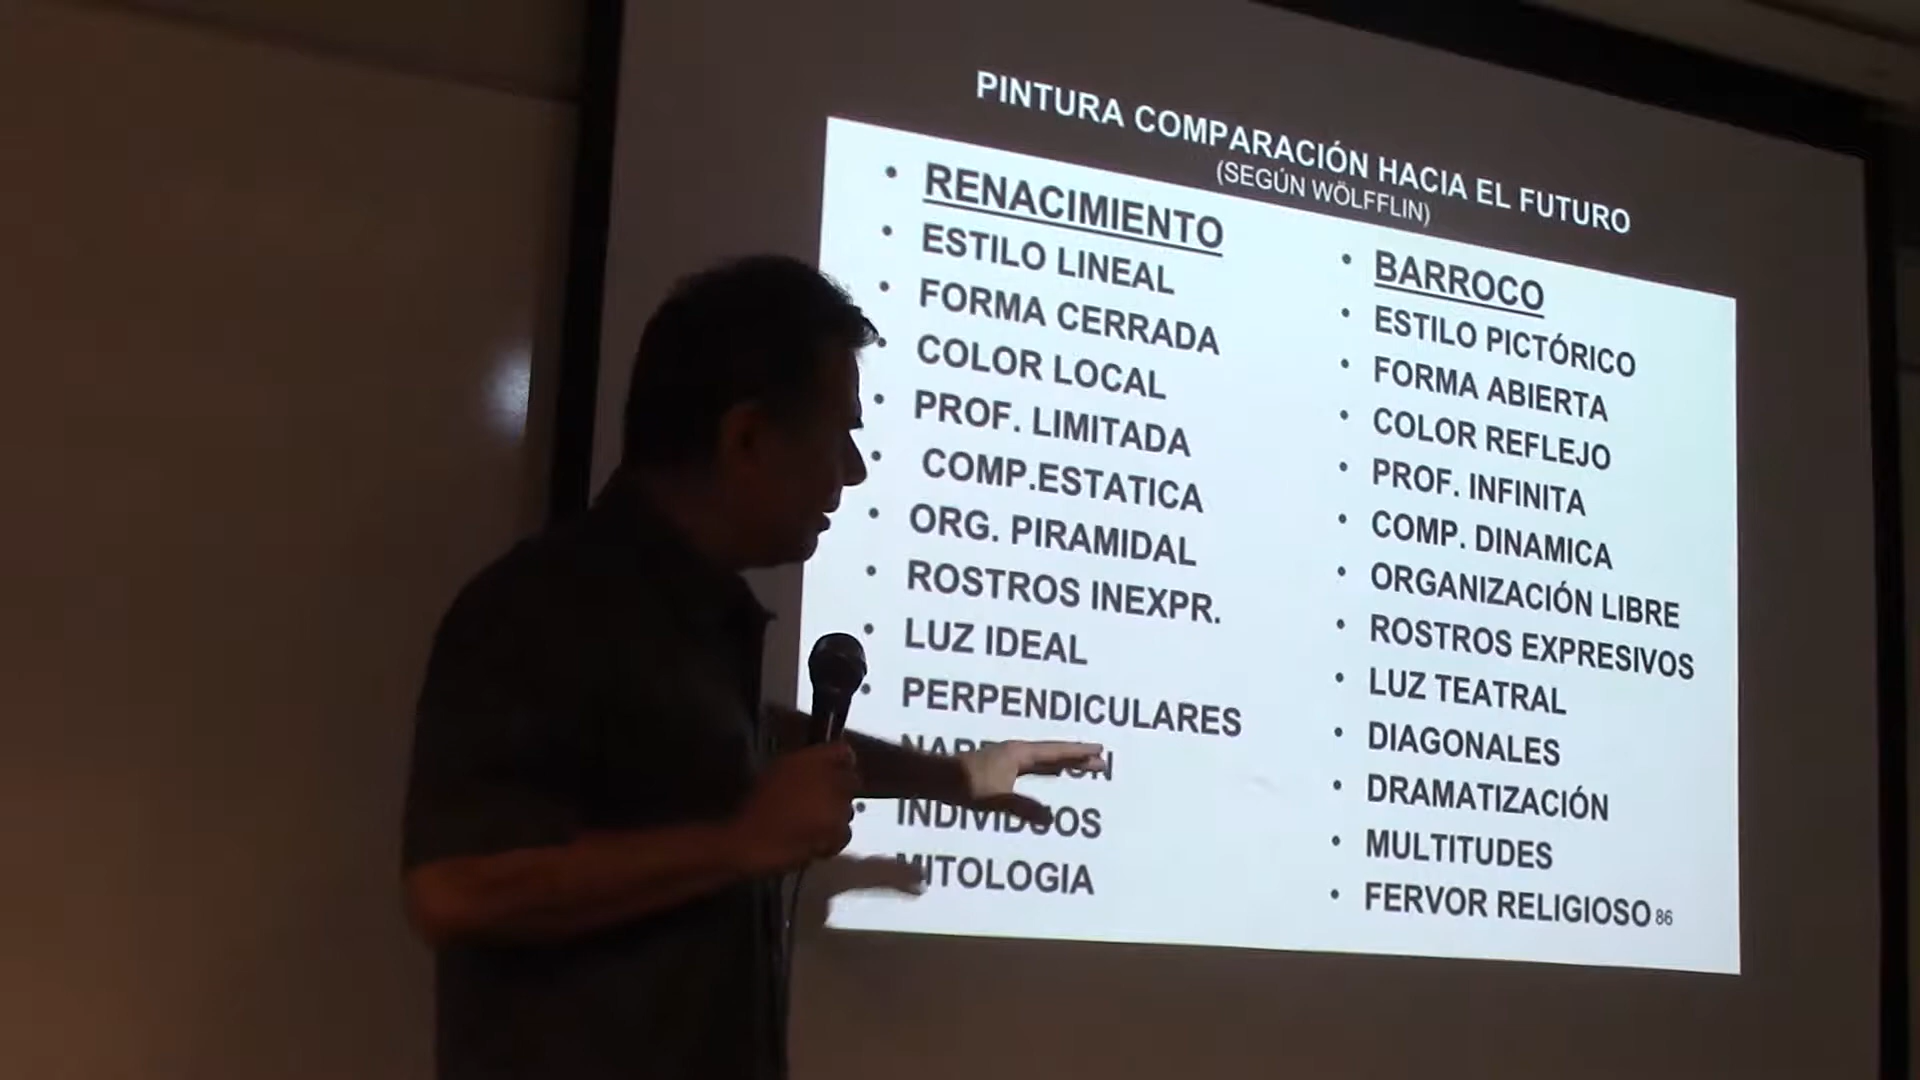 PINTURA COMPARACIÓN HACIA EL FUTURO
(SEGÚN WÖLFFLIN)
• RENACIMIENTO
• ESTILO LINEAL
• FORMA CERRADA
• COLOR LOCAL
• PROF. LIMITADA
• COMP.ESTATICA
• ORG. PIRAMIDAL
• ROSTROS INEXPR.
• LUZ IDEAL
• PERPENDICULARES
• INDIVIDUOS
MITOLOGIA
• BARROCO
• ESTILO PICTÓRICO
• FORMA ABIERTA
• COLOR REFLEJO
• PROF. INFINITA
• COMP. DINAMICA
• ORGANIZACIÓN LIBRE
• ROSTROS EXPRESIVOS
• LUZ TEATRAL
• DIAGONALES
• DRAMATIZACIÓN
• MULTITUDES
• FERVOR RELIGIOSO 86